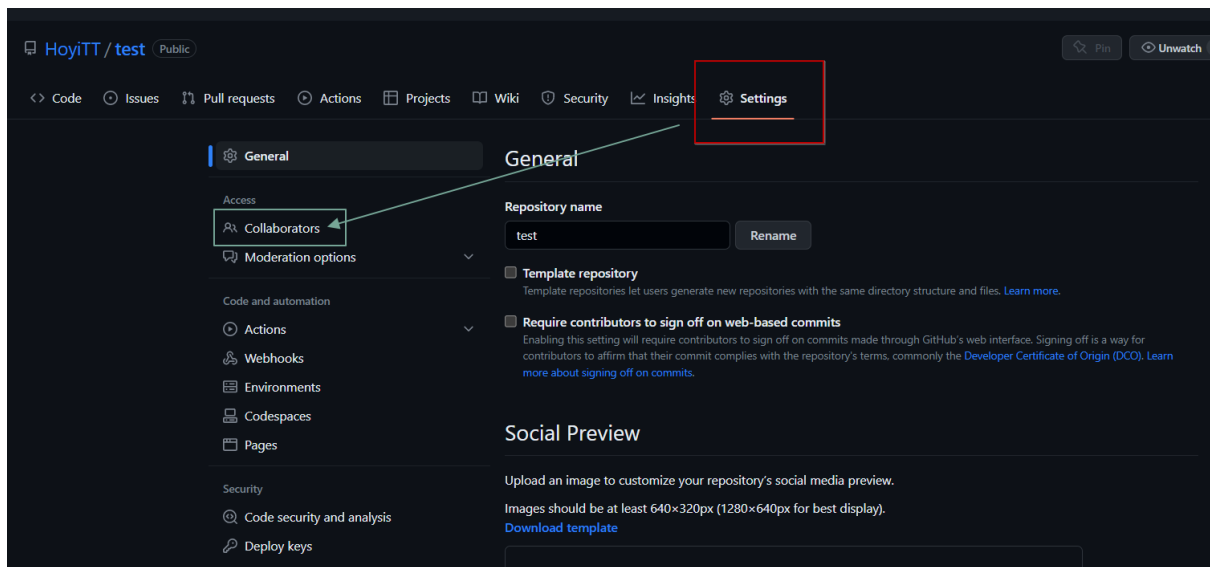 HoyiTT / test Public
Pin
Unwatch
Code Issues Pull requests Actions Projects Wiki Security Insights Settings
General
Access
Collaborators
Moderation options
Code and automation
Actions
Webhooks
Environments
Codespaces
Pages
Security
Code security and analysis
Deploy keys
General
Repository name
test
Rename
Template repository
Template repositories let users generate new repositories with the same directory structure and files. Learn more.
Require contributors to sign off on web-based commits
Enabling this setting will require contributors to sign off on commits made through GitHub's web interface. Signing off is a way for
contributors to affirm that their commit complies with the repository's terms, commonly the Developer Certificate of Origin (DCO). Learn
more about signing off on commits.
Social Preview
Upload an image to customize your repository's social media preview.
Images should be at least 640×320px (1280×640px for best display).
Download template